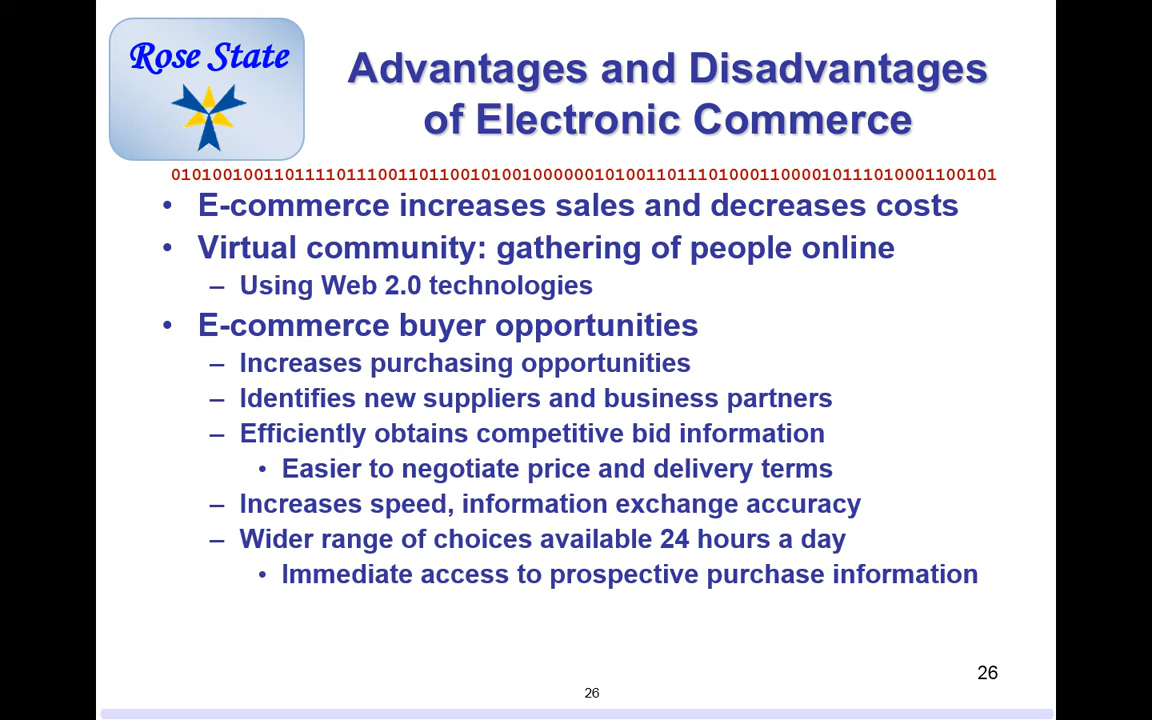 Rose State
Advantages and Disadvantages
of Electronic Commerce
01010010011011110111001101100101001000000101001101110100011000010111010001100101
• E-commerce increases sales and decreases costs
• Virtual community: gathering of people online
– Using Web 2.0 technologies
• E-commerce buyer opportunities
– Increases purchasing opportunities
– Identifies new suppliers and business partners
– Efficiently obtains competitive bid information
• Easier to negotiate price and delivery terms
– Increases speed, information exchange accuracy
– Wider range of choices available 24 hours a day
• Immediate access to prospective purchase information
26
26